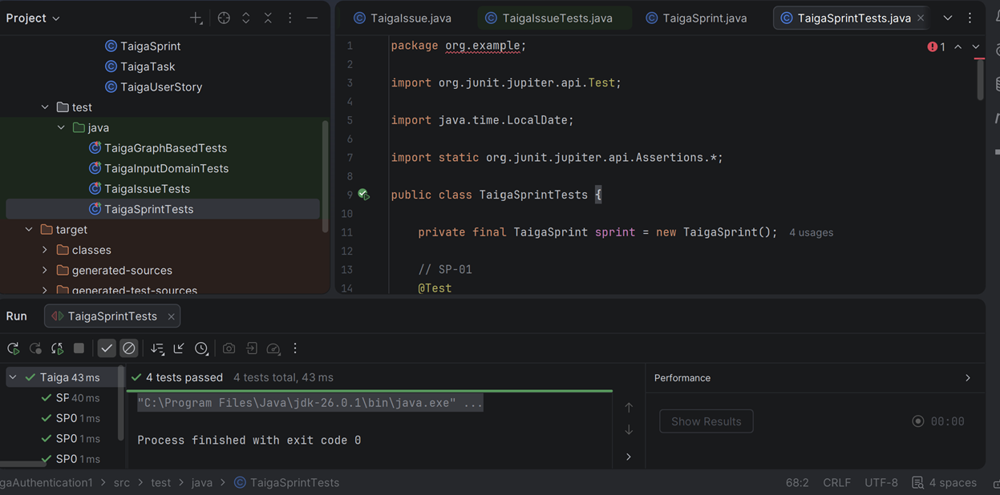 Project
TaigaIssue.java
TaigaIssueTests.java
TaigaSprint.java
TaigaSprintTests.java
TaigaSprint
TaigaTask
TaigaUserStory
test
java
TaigaGraphBasedTests
TaigaInputDomainTests
TaigaIssueTests
TaigaSprintTests
target
classes
generated-sources
generated-test-sources
1 package org.example;
1
2
3 import org.junit.jupiter.api.Test;
4
5 import java.time.LocalDate;
6
7 import static org.junit.jupiter.api.Assertions.*;
8
9 public class TaigaSprintTests {
10
11 private final TaigaSprint sprint = new TaigaSprint(); 4 usages
12
13 // SP-01
14 @Test
Run
TaigaSprintTests
Taiga 43 ms
SP 40 ms
SP0 1 ms
SP0 1 ms
SP0 1 ms
4 tests passed 4 tests total, 43 ms
"C:\Program Files\Java\jdk-26.0.1\bin\java.exe" ...
Process finished with exit code 0
Performance
Show Results
00:00
gaAuthentication1 > src > test > java > TaigaSprintTests
68:2 CRLF UTF-8 4 spaces